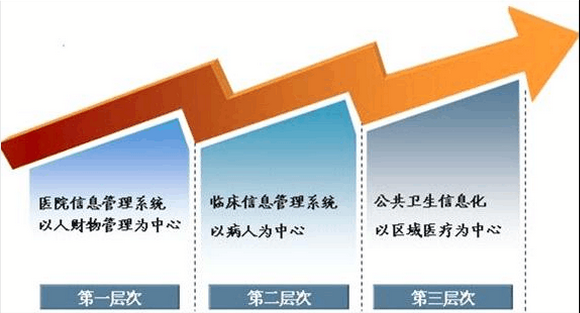 医院信息管理系统
以人财物管理为中心
第一层次
临床信息管理系统
以病人为中心
第二层次
公共卫生信息化
以区域医疗为中心
第三层次